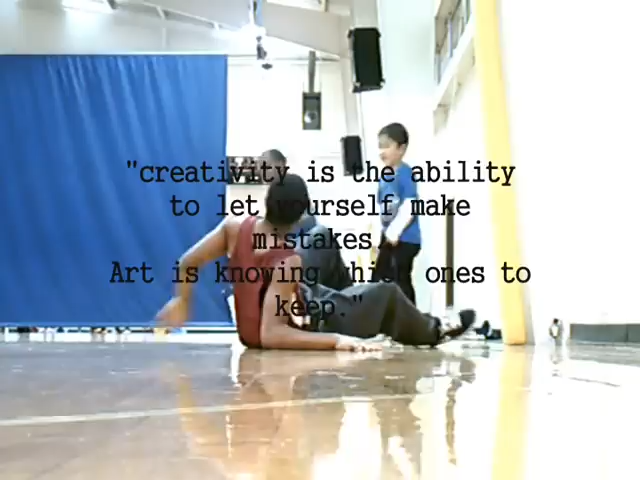 "creativity is the ability
to let yourself make
mistakes.
Art is knowing which ones to
keep."